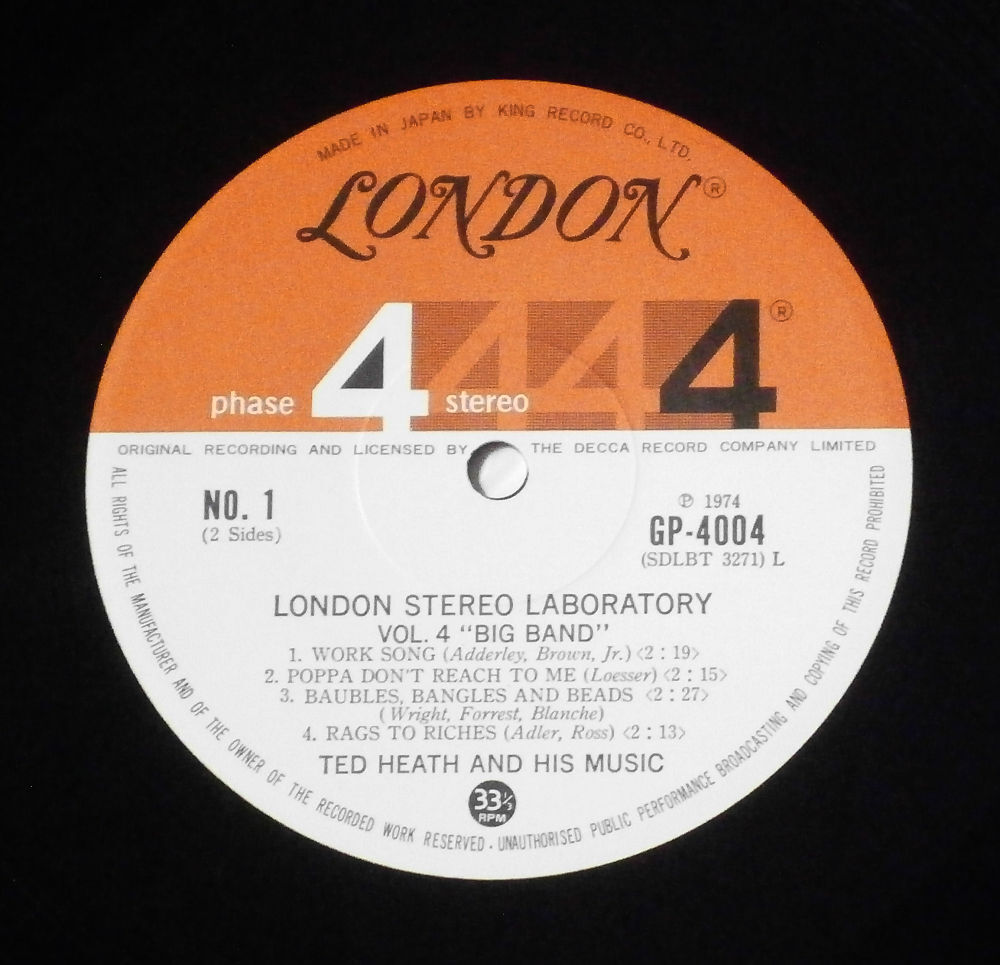 MADE IN JAPAN BY KING RECORD CO., LTD.
LONDON®
phase 4 stereo 4 4 4®
ORIGINAL RECORDING AND LICENSED BY THE DECCA RECORD COMPANY LIMITED
NO. 1
(2 Sides)
℗ 1974
GP-4004
(SDLBT 3271) L
LONDON STEREO LABORATORY
VOL. 4 “BIG BAND”
1. WORK SONG (Adderley, Brown, Jr.) <2 : 19>
2. POPPA DON'T REACH TO ME (Loesser) <2 : 15>
3. BAUBLES, BANGLES AND BEADS <2 : 27>
(Wright, Forrest, Blanche)
4. RAGS TO RICHES (Adler, Ross) <2 : 13>
TED HEATH AND HIS MUSIC
33⅓
RPM
ALL RIGHTS OF THE MANUFACTURER AND OF THE OWNER OF THE RECORDED WORK RESERVED . UNAUTHORISED PUBLIC PERFORMANCE BROADCASTING AND COPYING OF THIS RECORD PROHIBITED